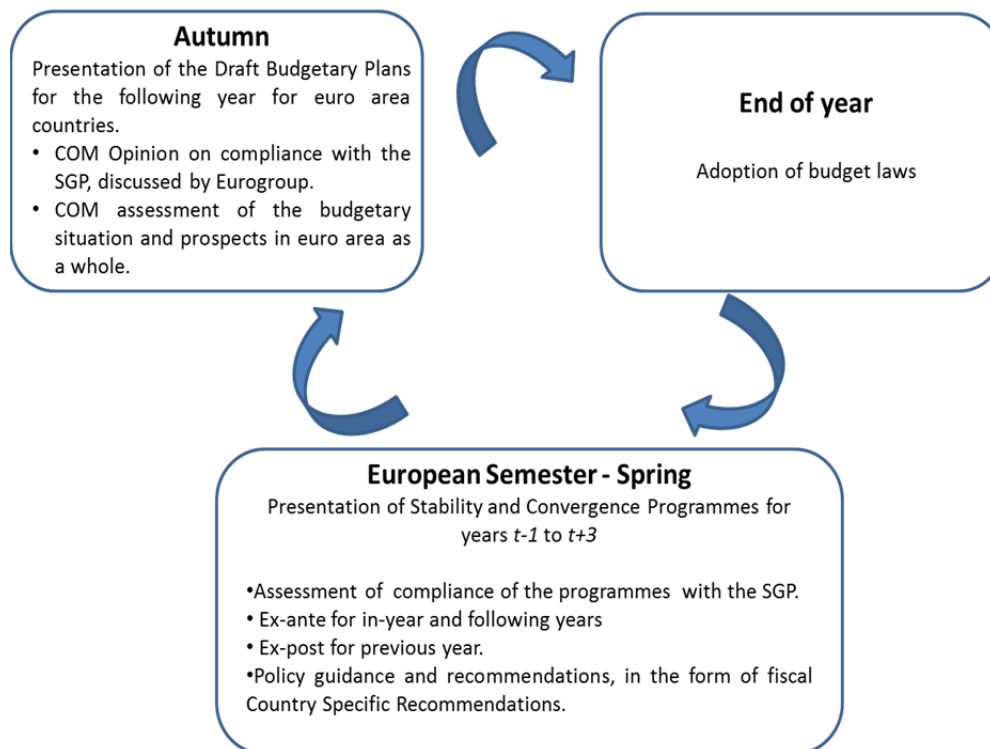 Autumn
Presentation of the Draft Budgetary Plans
for the following year for euro area
countries.
• COM Opinion on compliance with the
SGP, discussed by Eurogroup.
• COM assessment of the budgetary
situation and prospects in euro area as
a whole.
End of year
Adoption of budget laws
European Semester - Spring
Presentation of Stability and Convergence Programmes for
years t-1 to t+3
•Assessment of compliance of the programmes with the SGP.
• Ex-ante for in-year and following years
• Ex-post for previous year.
•Policy guidance and recommendations, in the form of fiscal
Country Specific Recommendations.